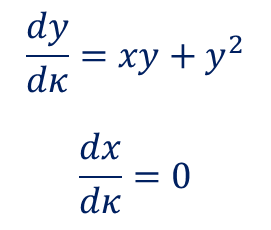 dy/dκ = xy + y²
dx/dκ = 0